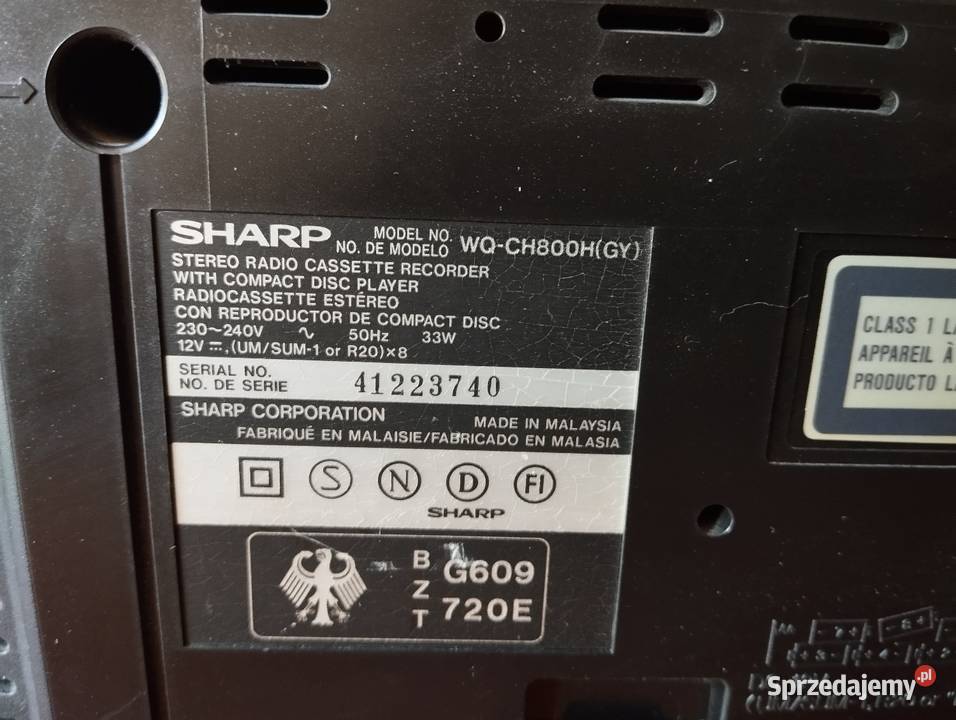 SHARP MODEL NO. WQ-CH800H(GY)
NO. DE MODELO
STEREO RADIO CASSETTE RECORDER
WITH COMPACT DISC PLAYER
RADIOCASSETTE ESTÉREO
CON REPRODUCTOR DE COMPACT DISC
230~240V ∿ 50Hz 33W
12V ⎓, (UM/SUM-1 or R20)×8
SERIAL NO.
NO. DE SERIE 41223740
SHARP CORPORATION MADE IN MALAYSIA
FABRIQUÉ EN MALAISIE/FABRICADO EN MALASIA
S N D FI
SHARP
BZT G609
720E
CLASS 1
APPAREIL À
PRODUCTO
Sprzedajemy.pl